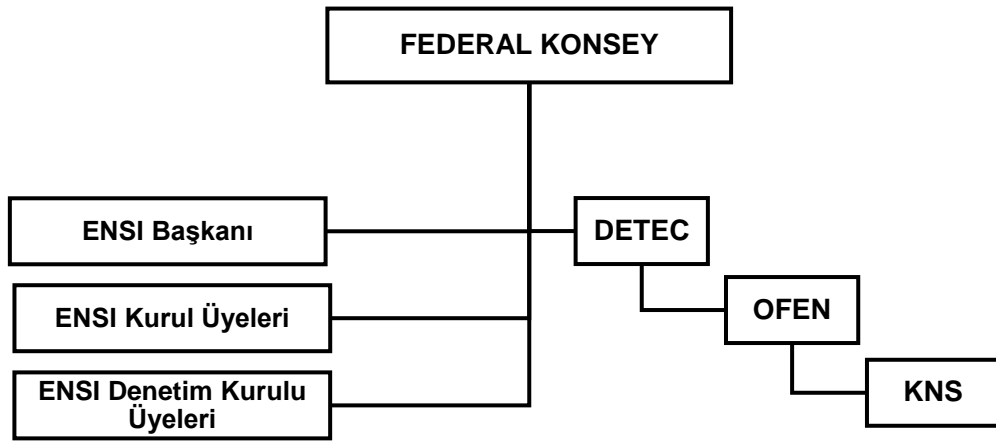 FEDERAL KONSEY
ENSI Başkanı
DETEC
ENSI Kurul Üyeleri
OFEN
ENSI Denetim Kurulu
Üyeleri
KNS